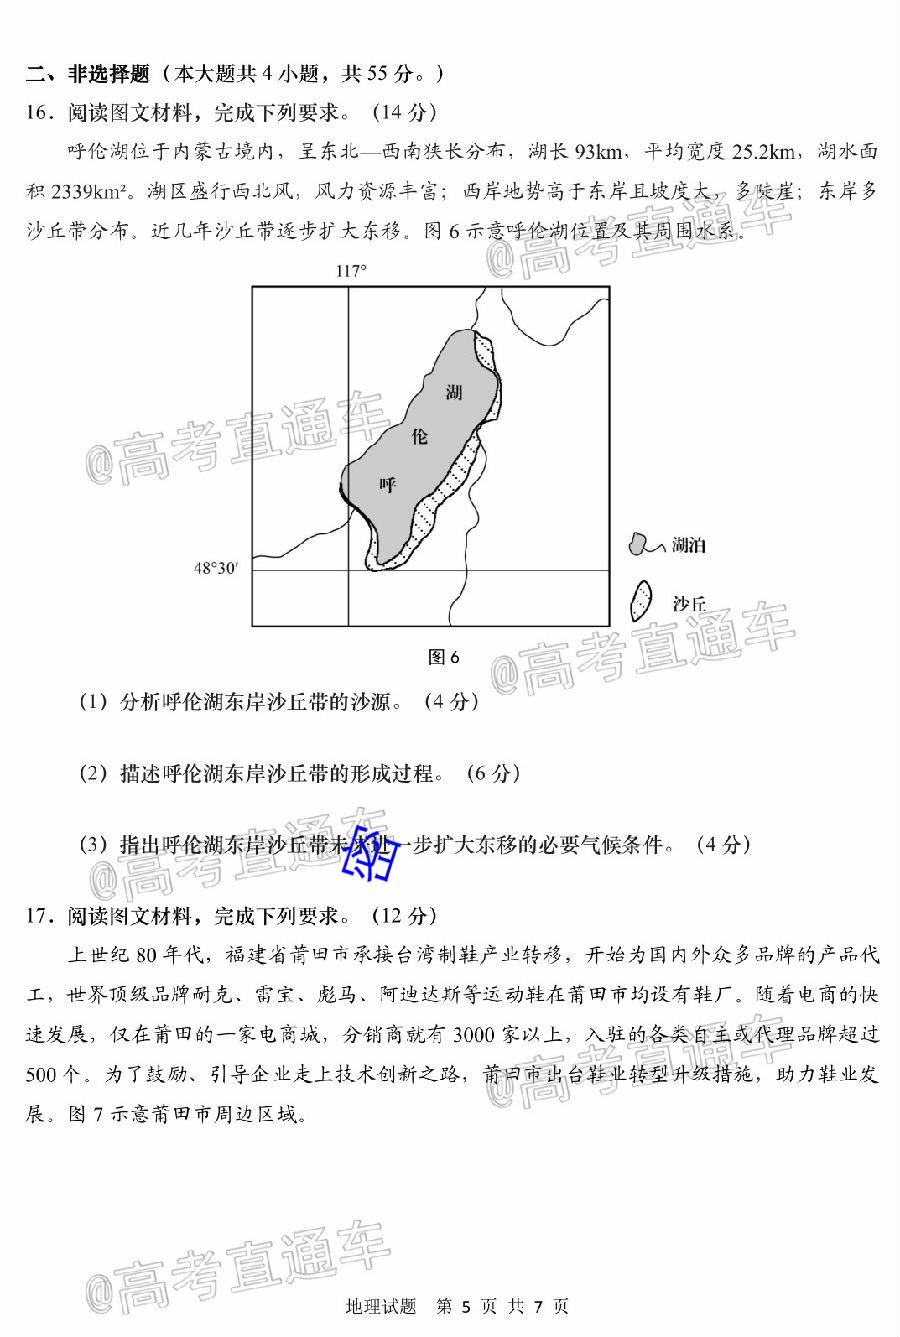 二、非选择题（本大题共 4 小题，共 55 分。）
16．阅读图文材料，完成下列要求。（14 分）
呼伦湖位于内蒙古境内，呈东北—西南狭长分布，湖长 93km，平均宽度 25.2km，湖水面
积 2339km²。湖区盛行西北风，风力资源丰富；西岸地势高于东岸且坡度大，多陡崖；东岸多
沙丘带分布。近几年沙丘带逐步扩大东移。图 6 示意呼伦湖位置及其周围水系。
@高考直通车
117°
湖
伦
呼
@高考直通车
48°30′
湖泊
沙丘
图 6
@高考直通车
（1）分析呼伦湖东岸沙丘带的沙源。（4 分）
（2）描述呼伦湖东岸沙丘带的形成过程。（6 分）
（3）指出呼伦湖东岸沙丘带未来进一步扩大东移的必要气候条件。（4 分）
@高考直通车
17．阅读图文材料，完成下列要求。（12 分）
上世纪 80 年代，福建省莆田市承接台湾制鞋产业转移，开始为国内外众多品牌的产品代
工，世界顶级品牌耐克、雷宝、彪马、阿迪达斯等运动鞋在莆田市均设有鞋厂。随着电商的快
速发展，仅在莆田的一家电商城，分销商就有 3000 家以上，入驻的各类自主或代理品牌超过
500 个。为了鼓励、引导企业走上技术创新之路，莆田市出台鞋业转型升级措施，助力鞋业发
展。图 7 示意莆田市周边区域。
@高考直通车
@高考直通车
地理试题 第 5 页 共 7 页